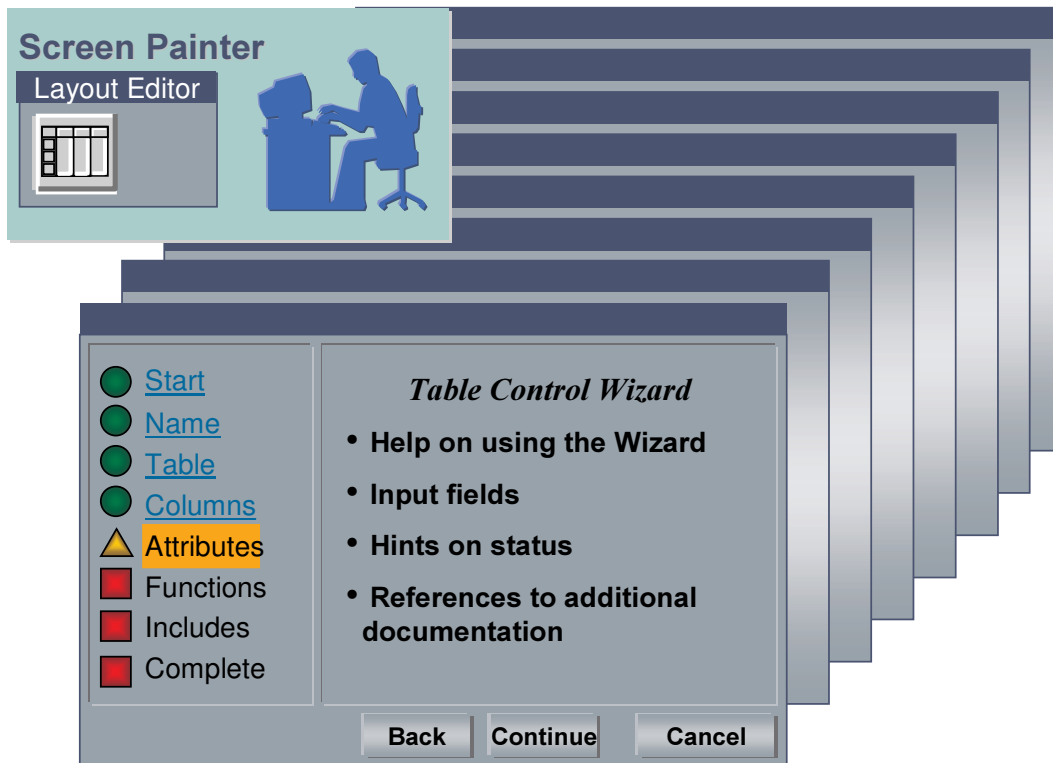 Screen Painter
Layout Editor
Start
Name
Table
Columns
Attributes
Functions
Includes
Complete
Table Control Wizard
• Help on using the Wizard
• Input fields
• Hints on status
• References to additional
documentation
Back Continue Cancel